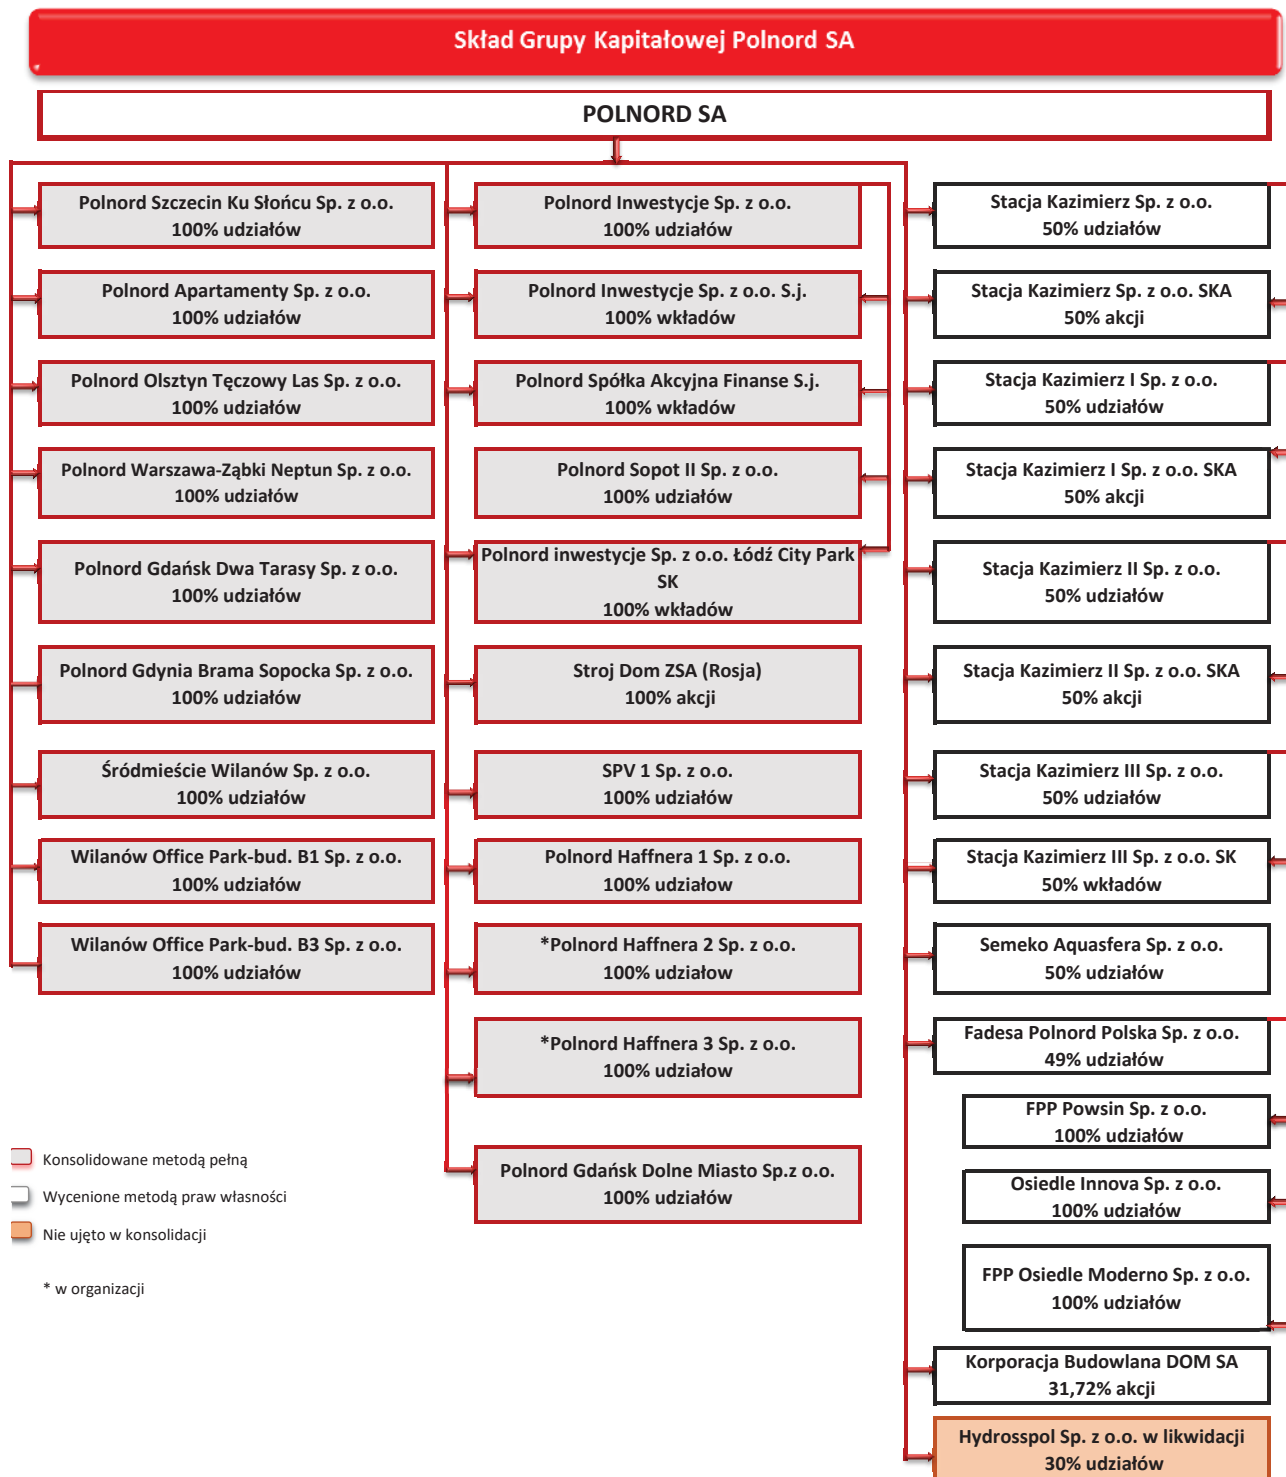 Skład Grupy Kapitałowej Polnord SA
POLNORD SA
Polnord Szczecin Ku Słońcu Sp. z o.o.
100% udziałów
Polnord Apartamenty Sp. z o.o.
100% udziałów
Polnord Olsztyn Tęczowy Las Sp. z o.o.
100% udziałów
Polnord Warszawa-Ząbki Neptun Sp. z o.o.
100% udziałów
Polnord Gdańsk Dwa Tarasy Sp. z o.o.
100% udziałów
Polnord Gdynia Brama Sopocka Sp. z o.o.
100% udziałów
Śródmieście Wilanów Sp. z o.o.
100% udziałów
Wilanów Office Park-bud. B1 Sp. z o.o.
100% udziałów
Wilanów Office Park-bud. B3 Sp. z o.o.
100% udziałów
Polnord Inwestycje Sp. z o.o.
100% udziałów
Polnord Inwestycje Sp. z o.o. S.j.
100% wkładów
Polnord Spółka Akcyjna Finanse S.j.
100% wkładów
Polnord Sopot II Sp. z o.o.
100% udziałów
Polnord inwestycje Sp. z o.o. Łódź City Park
SK
100% wkładów
Stroj Dom ZSA (Rosja)
100% akcji
SPV 1 Sp. z o.o.
100% udziałów
Polnord Haffnera 1 Sp. z o.o.
100% udziałow
*Polnord Haffnera 2 Sp. z o.o.
100% udziałow
*Polnord Haffnera 3 Sp. z o.o.
100% udziałow
Polnord Gdańsk Dolne Miasto Sp.z o.o.
100% udziałów
Stacja Kazimierz Sp. z o.o.
50% udziałów
Stacja Kazimierz Sp. z o.o. SKA
50% akcji
Stacja Kazimierz I Sp. z o.o.
50% udziałów
Stacja Kazimierz I Sp. z o.o. SKA
50% akcji
Stacja Kazimierz II Sp. z o.o.
50% udziałów
Stacja Kazimierz II Sp. z o.o. SKA
50% akcji
Stacja Kazimierz III Sp. z o.o.
50% udziałów
Stacja Kazimierz III Sp. z o.o. SK
50% wkładów
Semeko Aquasfera Sp. z o.o.
50% udziałów
Fadesa Polnord Polska Sp. z o.o.
49% udziałów
FPP Powsin Sp. z o.o.
100% udziałów
Osiedle Innova Sp. z o.o.
100% udziałów
FPP Osiedle Moderno Sp. z o.o.
100% udziałów
Korporacja Budowlana DOM SA
31,72% akcji
Hydrosspol Sp. z o.o. w likwidacji
30% udziałów
Konsolidowane metodą pełną
Wycenione metodą praw własności
Nie ujęto w konsolidacji
* w organizacji